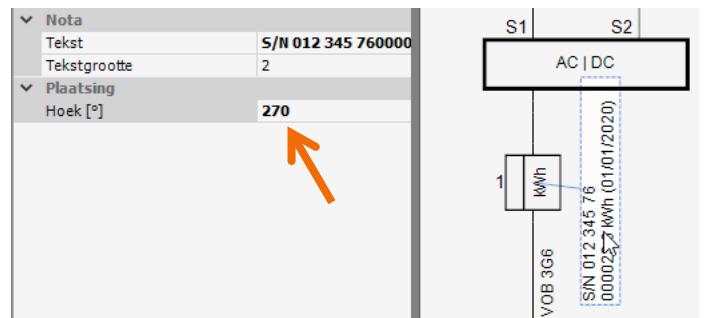 Nota
Tekst S/N 012 345 760000
Tekstgrootte 2
Plaatsing
Hoek [°] 270
S1 S2
AC | DC
1
kWh
VOB 3G6
S/N 012 345 76
kWh (01/01/2020)